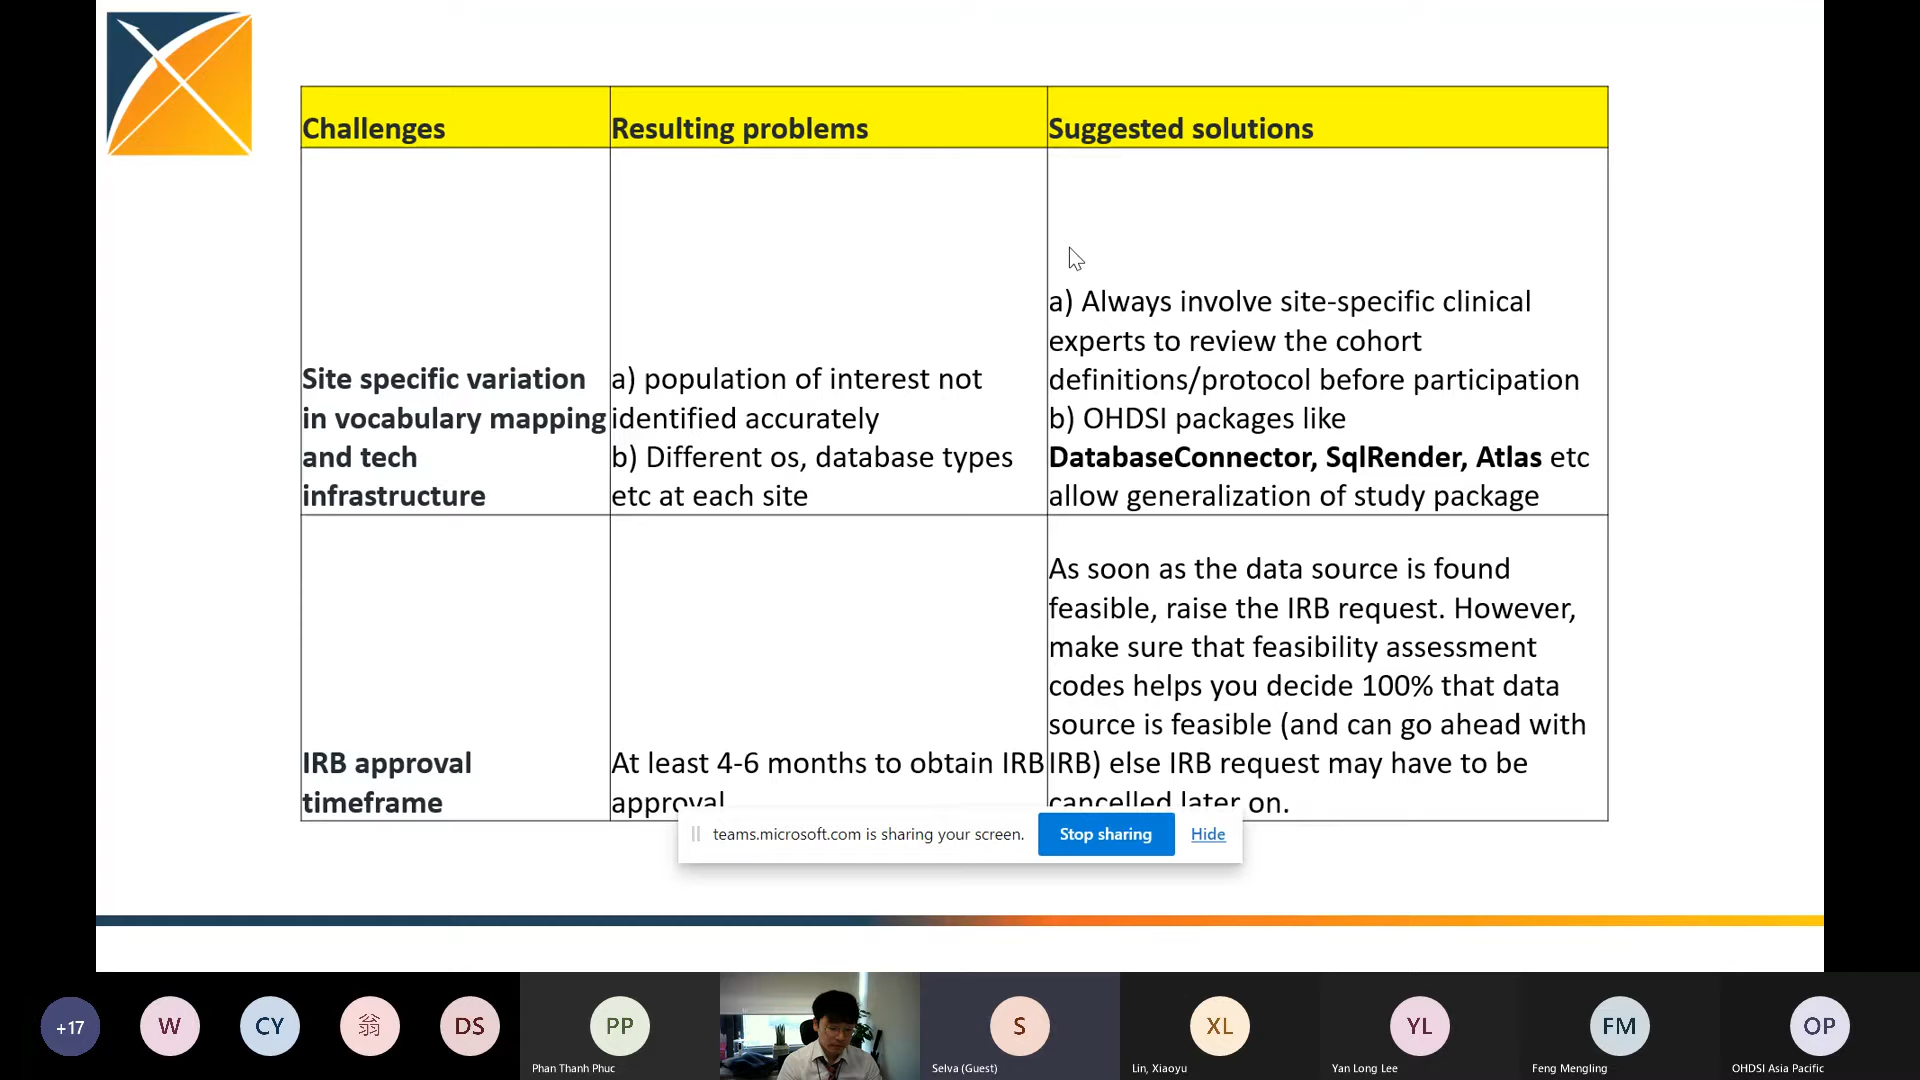 Challenges
Resulting problems
Suggested solutions
Site specific variation
in vocabulary mapping
and tech
infrastructure
a) population of interest not
identified accurately
b) Different os, database types
etc at each site
a) Always involve site-specific clinical
experts to review the cohort
definitions/protocol before participation
b) OHDSI packages like
DatabaseConnector, SqlRender, Atlas etc
allow generalization of study package
IRB approval
timeframe
At least 4-6 months to obtain IRB
approval
As soon as the data source is found
feasible, raise the IRB request. However,
make sure that feasibility assessment
codes helps you decide 100% that data
source is feasible (and can go ahead with
IRB) else IRB request may have to be
cancelled later on.
teams.microsoft.com is sharing your screen.
Stop sharing
Hide
+17
W
CY
翁
DS
PP
Phan Thanh Phuc
S
Selva (Guest)
XL
Lin, Xiaoyu
YL
Yan Long Lee
FM
Feng Mengling
OP
OHDSI Asia Pacific